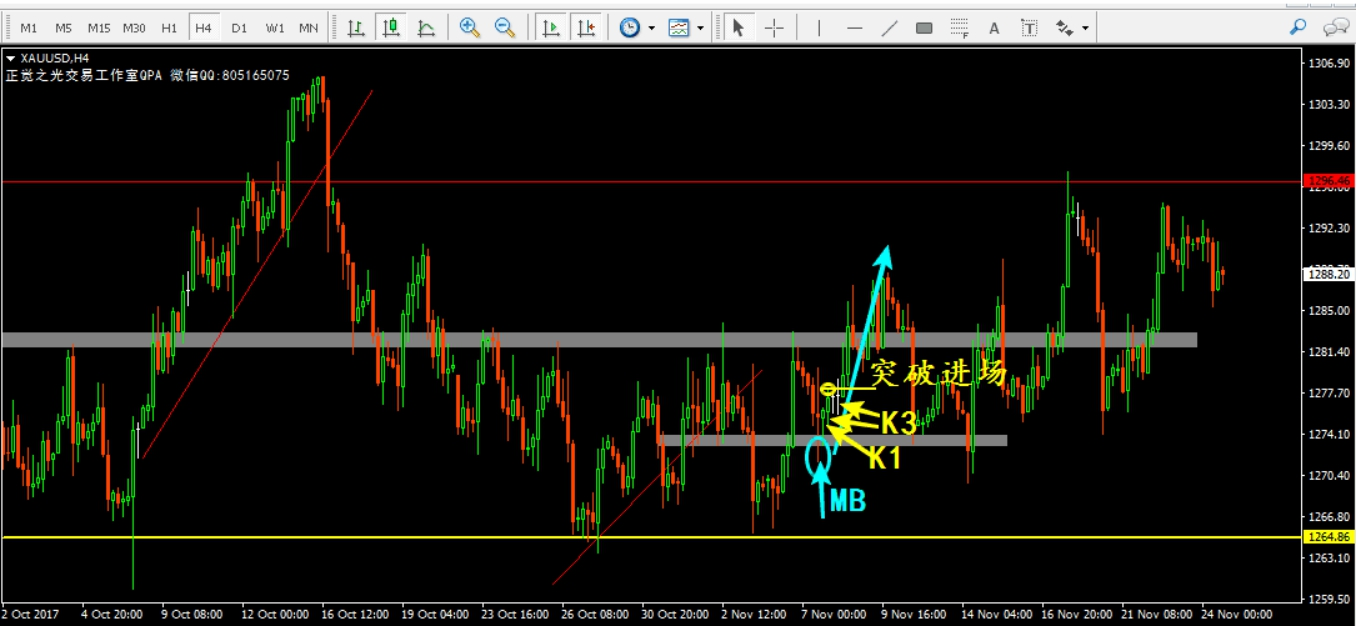 M1 M5 M15 M30 H1 H4 D1 W1 MN F A T
XAUUSD,H4
正觉之光交易工作室QPA 微信QQ:805165075
1306.90
1303.30
1299.60
1296.46
1292.30
1288.20
1285.00
1281.40
突破进场
1277.70
K3
1274.10
K1
1270.40
MB
1266.80
1264.86
1263.10
1259.50
2 Oct 2017 4 Oct 20:00 9 Oct 08:00 12 Oct 00:00 16 Oct 12:00 19 Oct 04:00 23 Oct 16:00 26 Oct 08:00 30 Oct 20:00 2 Nov 12:00 7 Nov 00:00 9 Nov 16:00 14 Nov 04:00 16 Nov 20:00 21 Nov 08:00 24 Nov 00:00